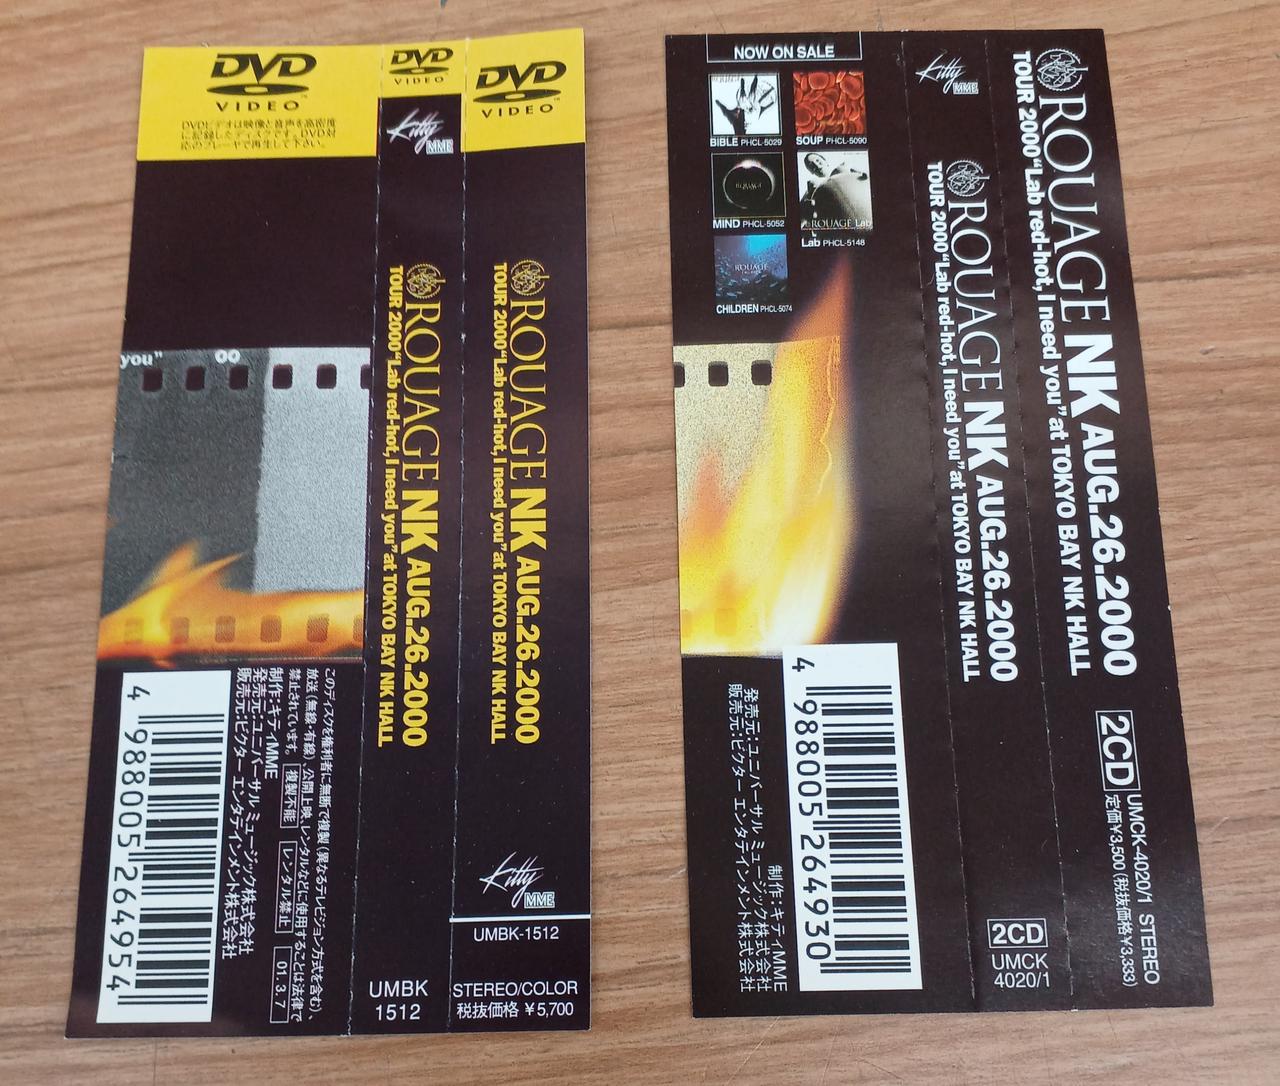 DVD
VIDEO
DVDビデオは映像と音声を高密度
に記録したディスクです。DVD対
応のプレーヤで再生して下さい。
you"
00
このディスクを権利者に無断で複製(異なるテレビジョン方式を含む)、
放送(無線・有線)、公開上映、レンタルなどに使用することは法律で
禁止されています。 複製不能 レンタル禁止 01.3.7
制作:キティMME
発売元:ユニバーサル ミュージック株式会社
販売元:ビクター エンタテインメント株式会社
4 988005 264954
DVD
VIDEO
Kitty
MME
ROUAGE NK AUG.26.2000
TOUR 2000“Lab red-hot, I need you”at TOKYO BAY NK HALL
UMBK
1512
DVD
VIDEO
ROUAGE NK AUG.26.2000
TOUR 2000“Lab red-hot, I need you”at TOKYO BAY NK HALL
Kitty
MME
UMBK-1512
STEREO/COLOR
税抜価格 ¥5,700
NOW ON SALE
BIBLE PHCL-5029
SOUP PHCL-5090
ROUAGE
MIND PHCL-5052
ROUAGE Lab
Lab PHCL-5148
ROUAGE
CHILDREN PHCL-5074
制作:キティMME
発売元:ユニバーサル ミュージック株式会社
販売元:ビクター エンタテインメント株式会社
4 988005 264930
Kitty
MME
ROUAGE NK AUG.26.2000
TOUR 2000“Lab red-hot, I need you”at TOKYO BAY NK HALL
2CD
UMCK
4020/1
ROUAGE NK AUG.26.2000
TOUR 2000“Lab red-hot, I need you”at TOKYO BAY NK HALL
2CD
UMCK-4020/1 STEREO
定価¥3,500(税抜価格¥3,333)